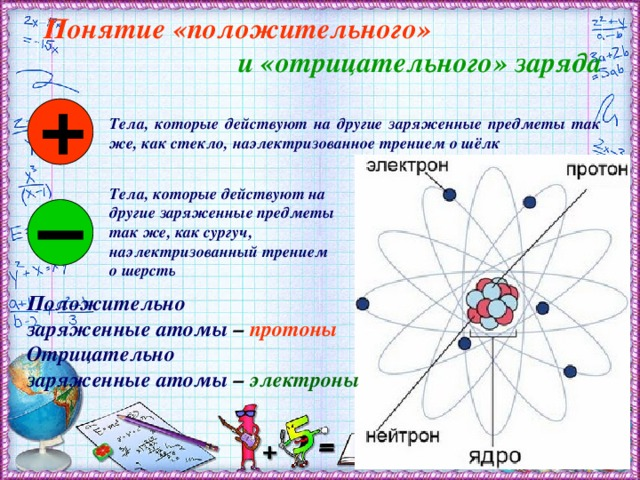 Понятие «положительного»
и «отрицательного» заряда
+
Тела, которые действуют на другие заряженные предметы так
же, как стекло, наэлектризованное трением о шёлк
–
Тела, которые действуют на
другие заряженные предметы
так же, как сургуч,
наэлектризованный трением
о шерсть
Положительно
заряженные атомы – протоны
Отрицательно
заряженные атомы – электроны
электрон
протон
нейтрон
ядро
1 + 5 =